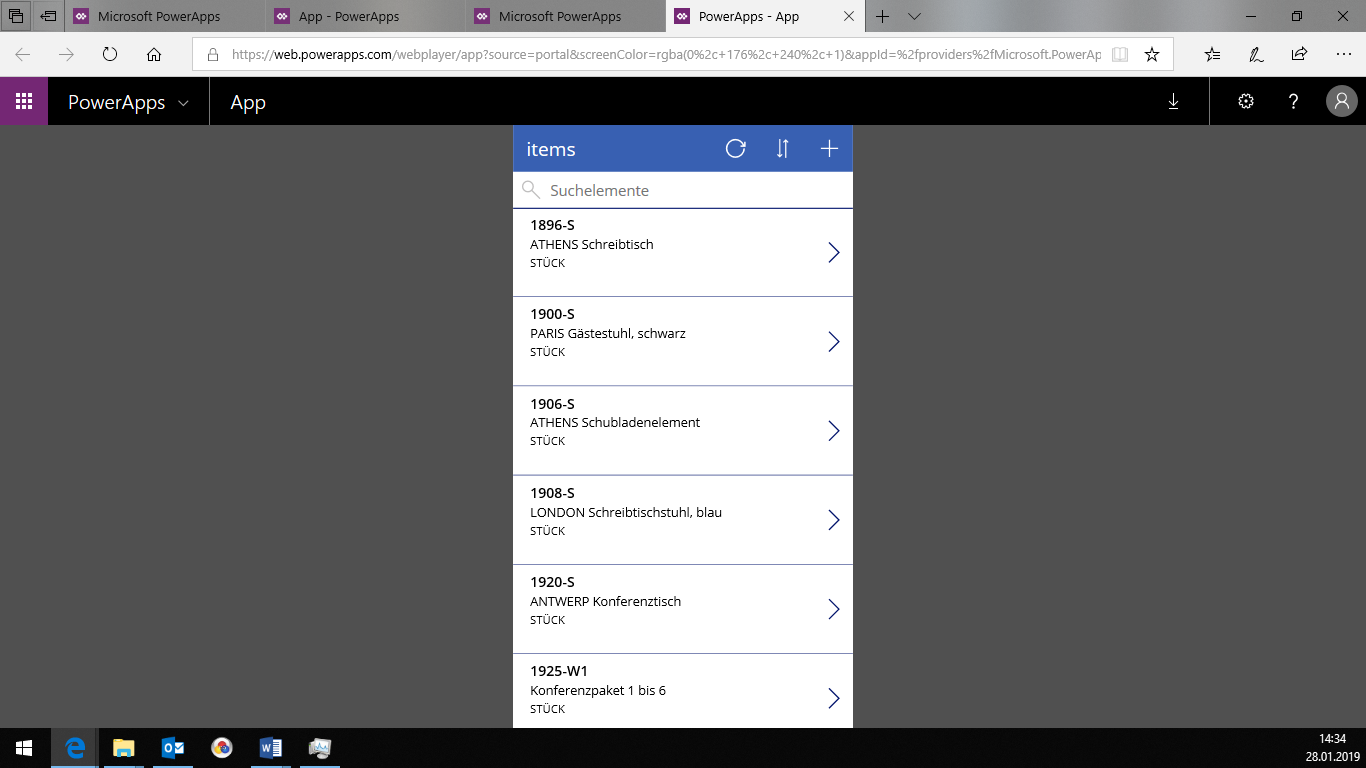 Microsoft PowerApps
App - PowerApps
Microsoft PowerApps
PowerApps - App
https://web.powerapps.com/webplayer/app?source=portal&screenColor=rgba(0%2c+176%2c+240%2c+1)&appId=%2fproviders%2fMicrosoft.PowerAp
PowerApps
App
items
Suchelemente
1896-S
ATHENS Schreibtisch
STÜCK
1900-S
PARIS Gästestuhl, schwarz
STÜCK
1906-S
ATHENS Schubladenelement
STÜCK
1908-S
LONDON Schreibtischstuhl, blau
STÜCK
1920-S
ANTWERP Konferenztisch
STÜCK
1925-W1
Konferenzpaket 1 bis 6
STÜCK
14:34
28.01.2019